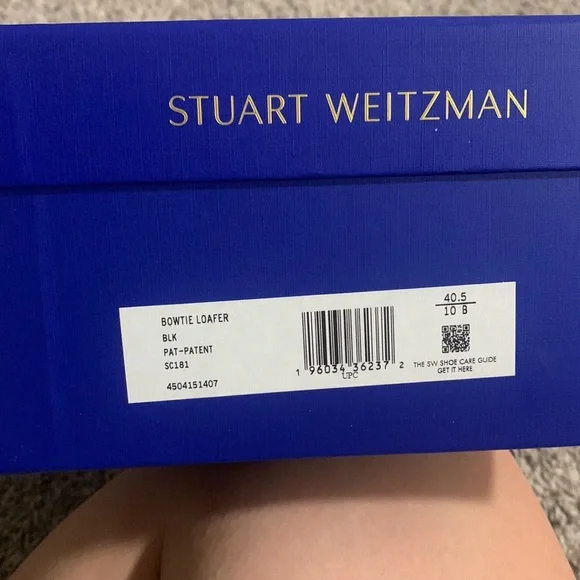 STUART WEITZMAN
BOWTIE LOAFER
BLK
PAT-PATENT
SC181
4504151407
1 96034 36237 2
UPC
40.5
10 B
THE SW SHOE CARE GUIDE
GET IT HERE